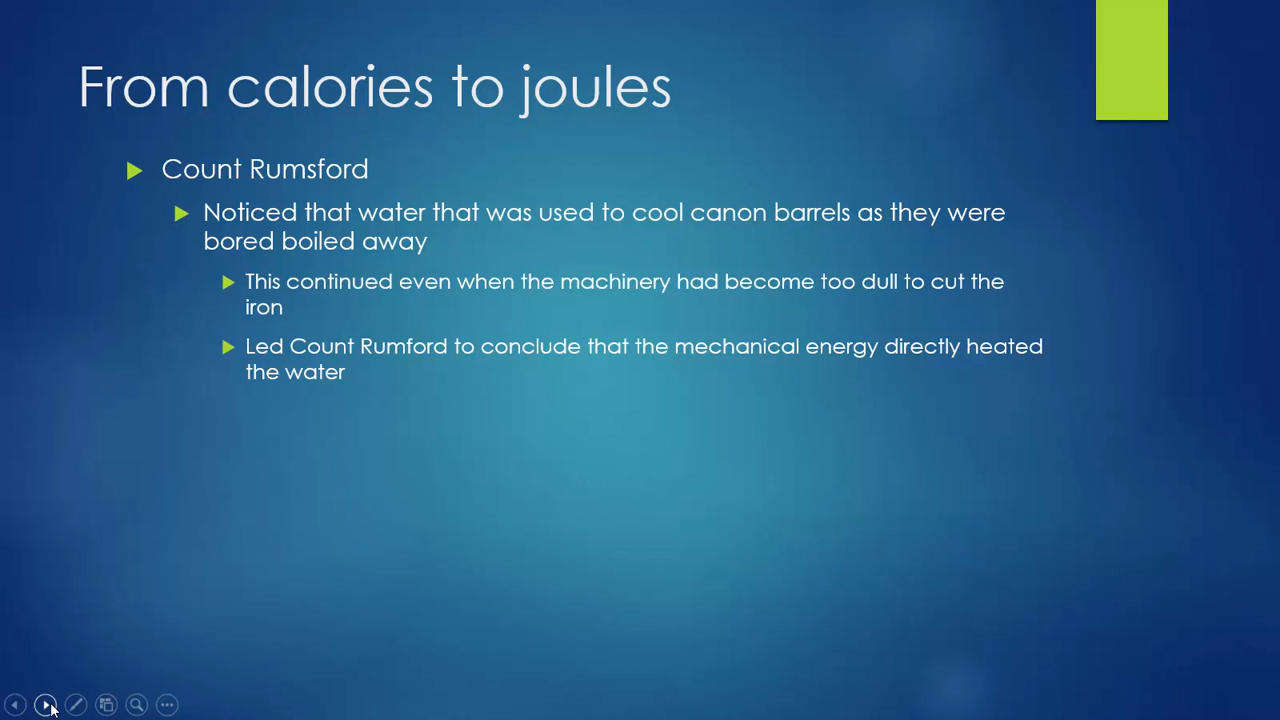 From calories to joules
Count Rumsford
Noticed that water that was used to cool canon barrels as they were
bored boiled away
This continued even when the machinery had become too dull to cut the
iron
Led Count Rumford to conclude that the mechanical energy directly heated
the water